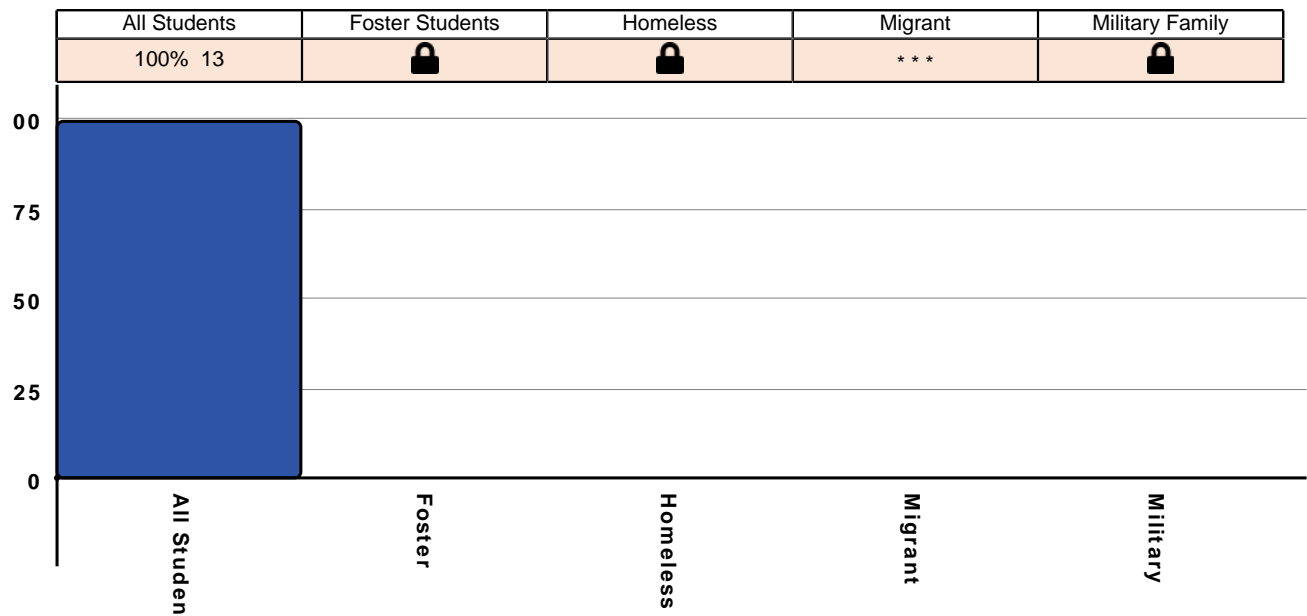 All Students Foster Students Homeless Migrant Military Family
100% 13 * * *
00
75
50
25
0
All Studen
Foster
Homeless
Migrant
Military